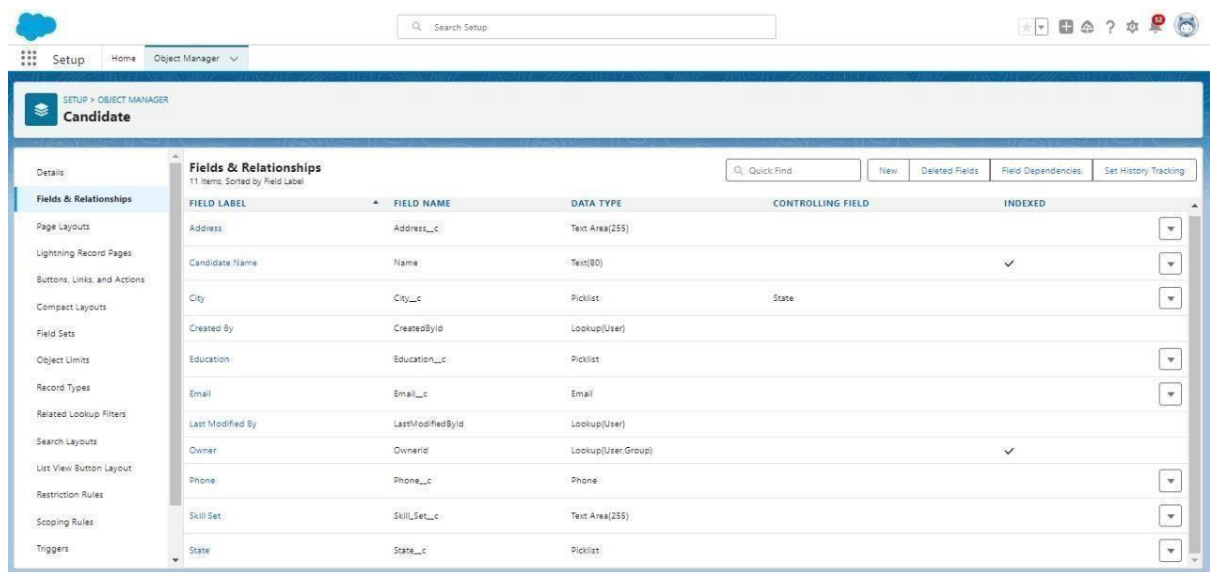 Search Setup
12
Setup Home Object Manager
SETUP > OBJECT MANAGER
Candidate
Details
Fields & Relationships
Page Layouts
Lightning Record Pages
Buttons, Links, and Actions
Compact Layouts
Field Sets
Object Limits
Record Types
Related Lookup Filters
Search Layouts
List View Button Layout
Restriction Rules
Scoping Rules
Triggers
Fields & Relationships
11 Items, Sorted by Field Label
Quick Find New Deleted Fields Field Dependencies Set History Tracking
FIELD LABEL FIELD NAME DATA TYPE CONTROLLING FIELD INDEXED
Address Address__c Text Area(255)
Candidate Name Name Text(80) ✓
City City__c Picklist State
Created By CreatedById Lookup(User)
Education Education__c Picklist
Email Email__c Email
Last Modified By LastModifiedById Lookup(User)
Owner OwnerId Lookup(User,Group) ✓
Phone Phone__c Phone
Skill Set Skill_Set__c Text Area(255)
State State__c Picklist